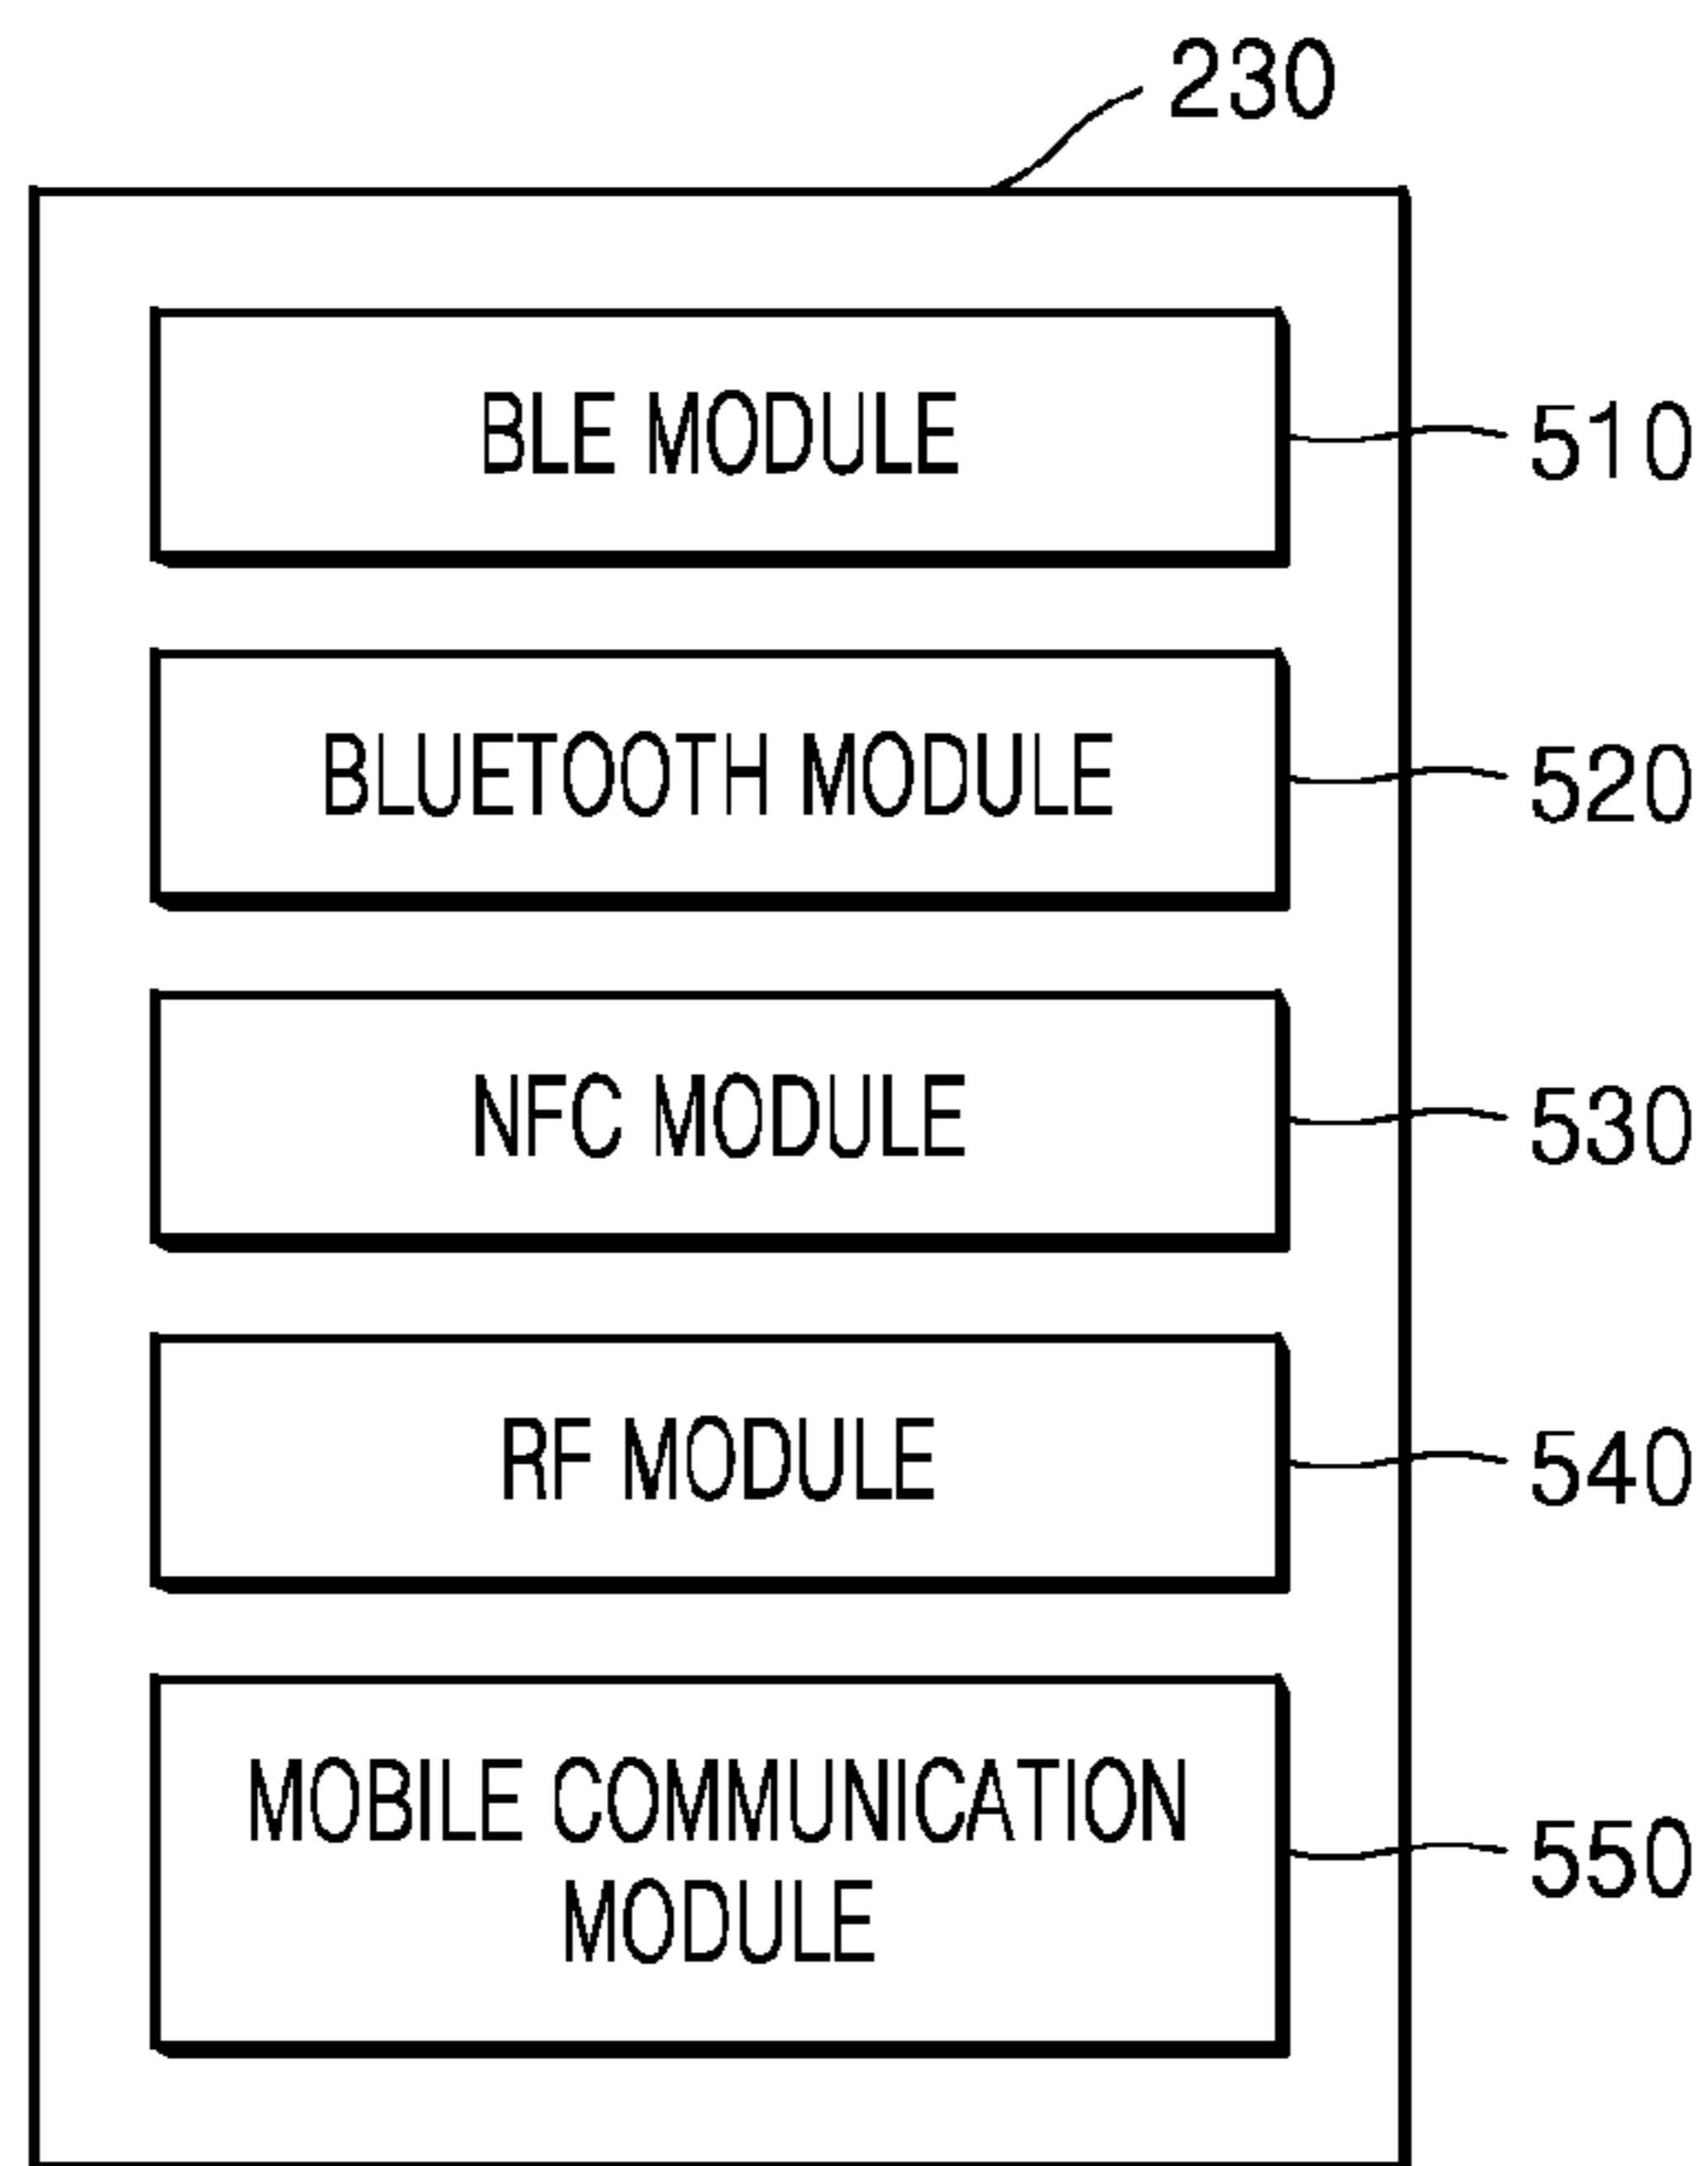 230
BLE MODULE
510
BLUETOOTH MODULE
520
NFC MODULE
530
RF MODULE
540
MOBILE COMMUNICATION
MODULE
550